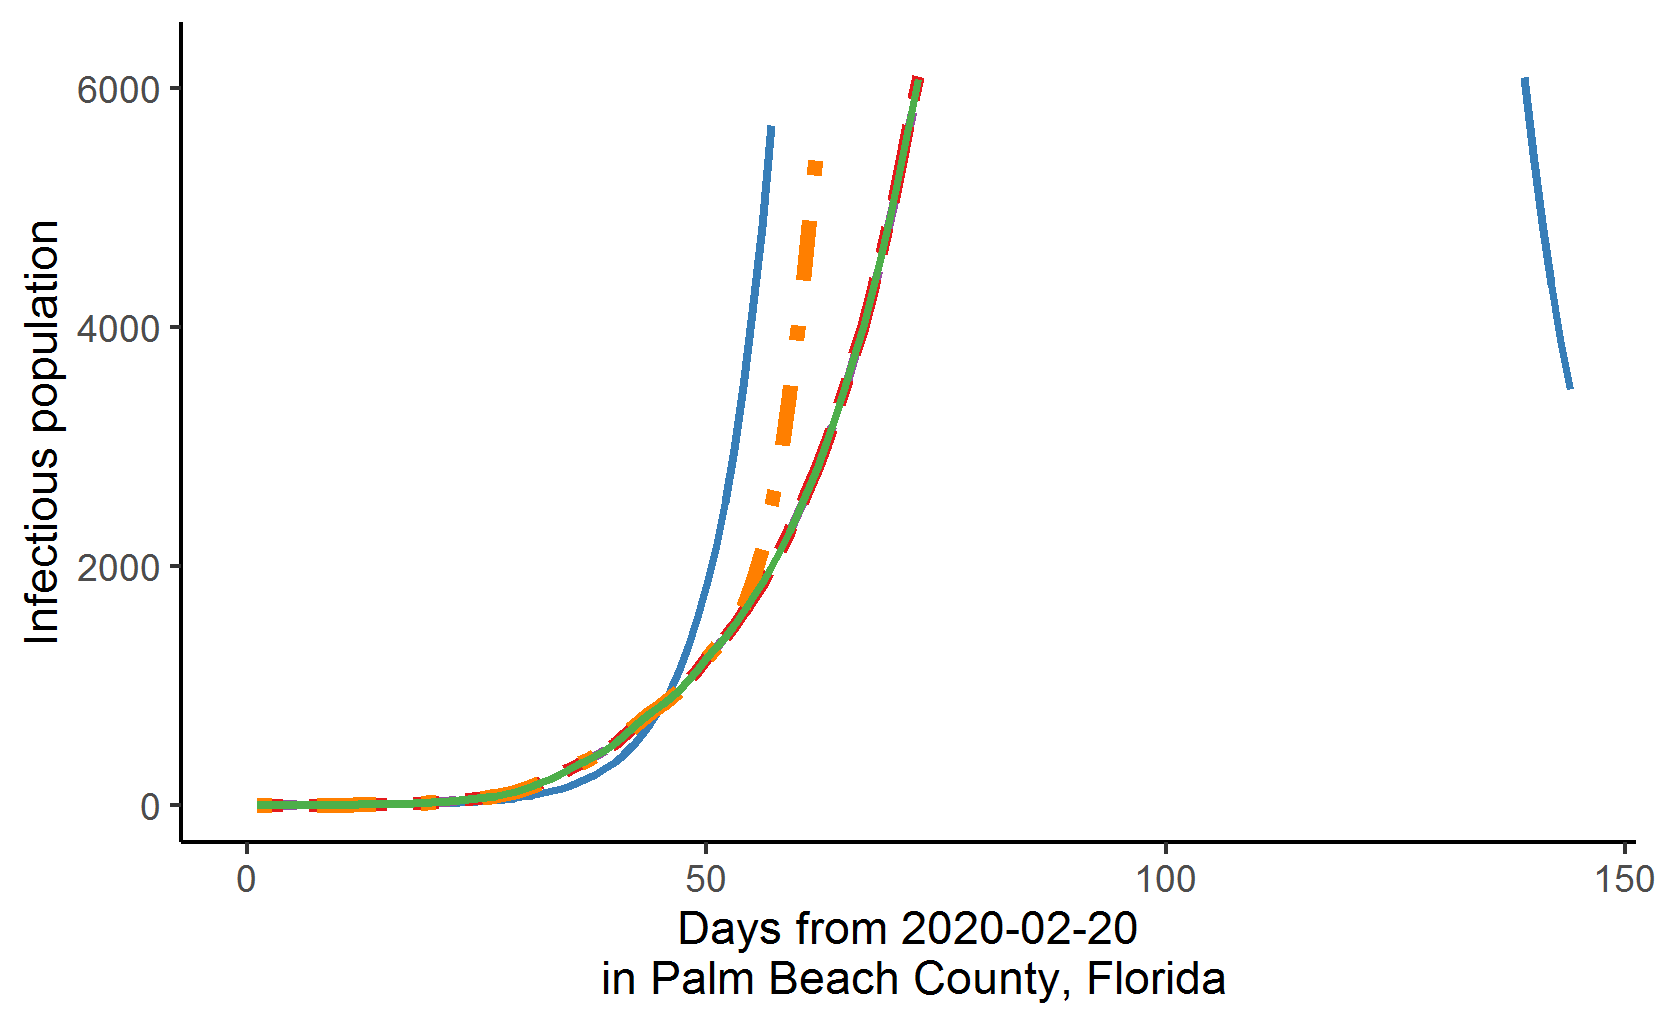 Infectious population
6000
4000
2000
0
0 50 100 150
Days from 2020-02-20
in Palm Beach County, Florida